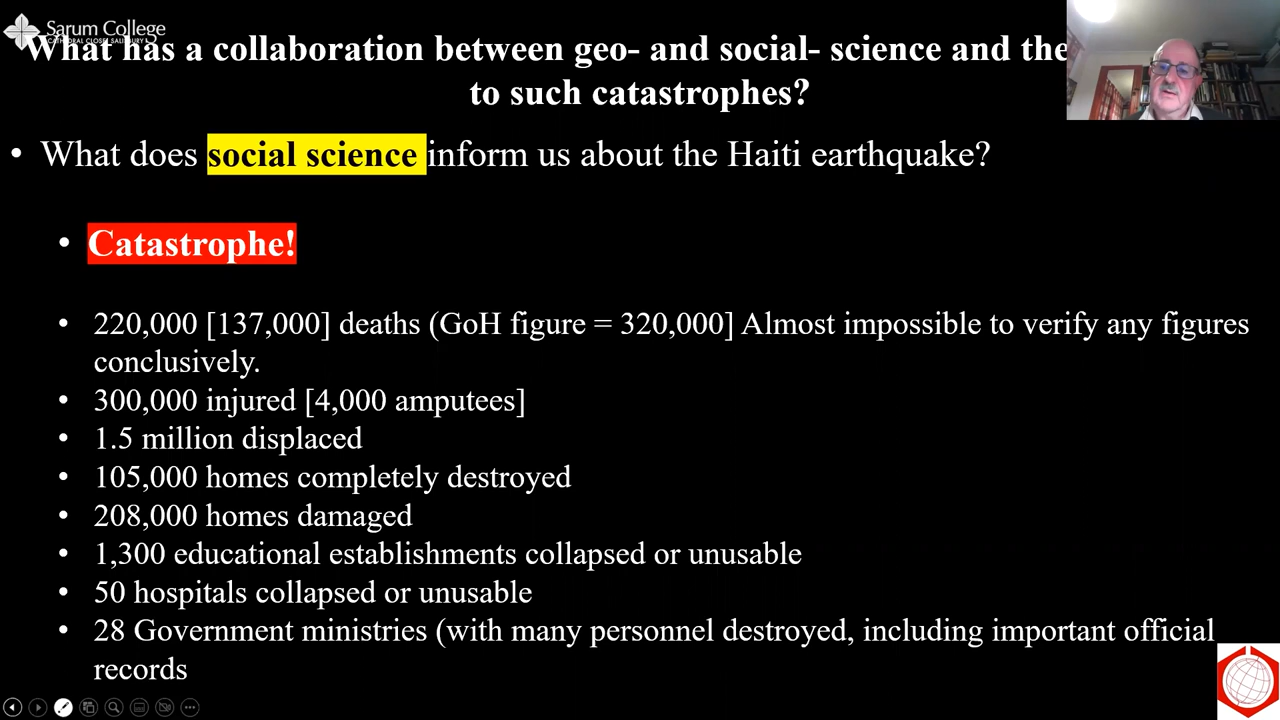 Sarum College
CATHEDRAL CLOSE, SALISBURY
What has a collaboration between geo- and social- science and the
to such catastrophes?
• What does social science inform us about the Haiti earthquake?
• Catastrophe!
• 220,000 [137,000] deaths (GoH figure = 320,000] Almost impossible to verify any figures
conclusively.
• 300,000 injured [4,000 amputees]
• 1.5 million displaced
• 105,000 homes completely destroyed
• 208,000 homes damaged
• 1,300 educational establishments collapsed or unusable
• 50 hospitals collapsed or unusable
• 28 Government ministries (with many personnel destroyed, including important official
records